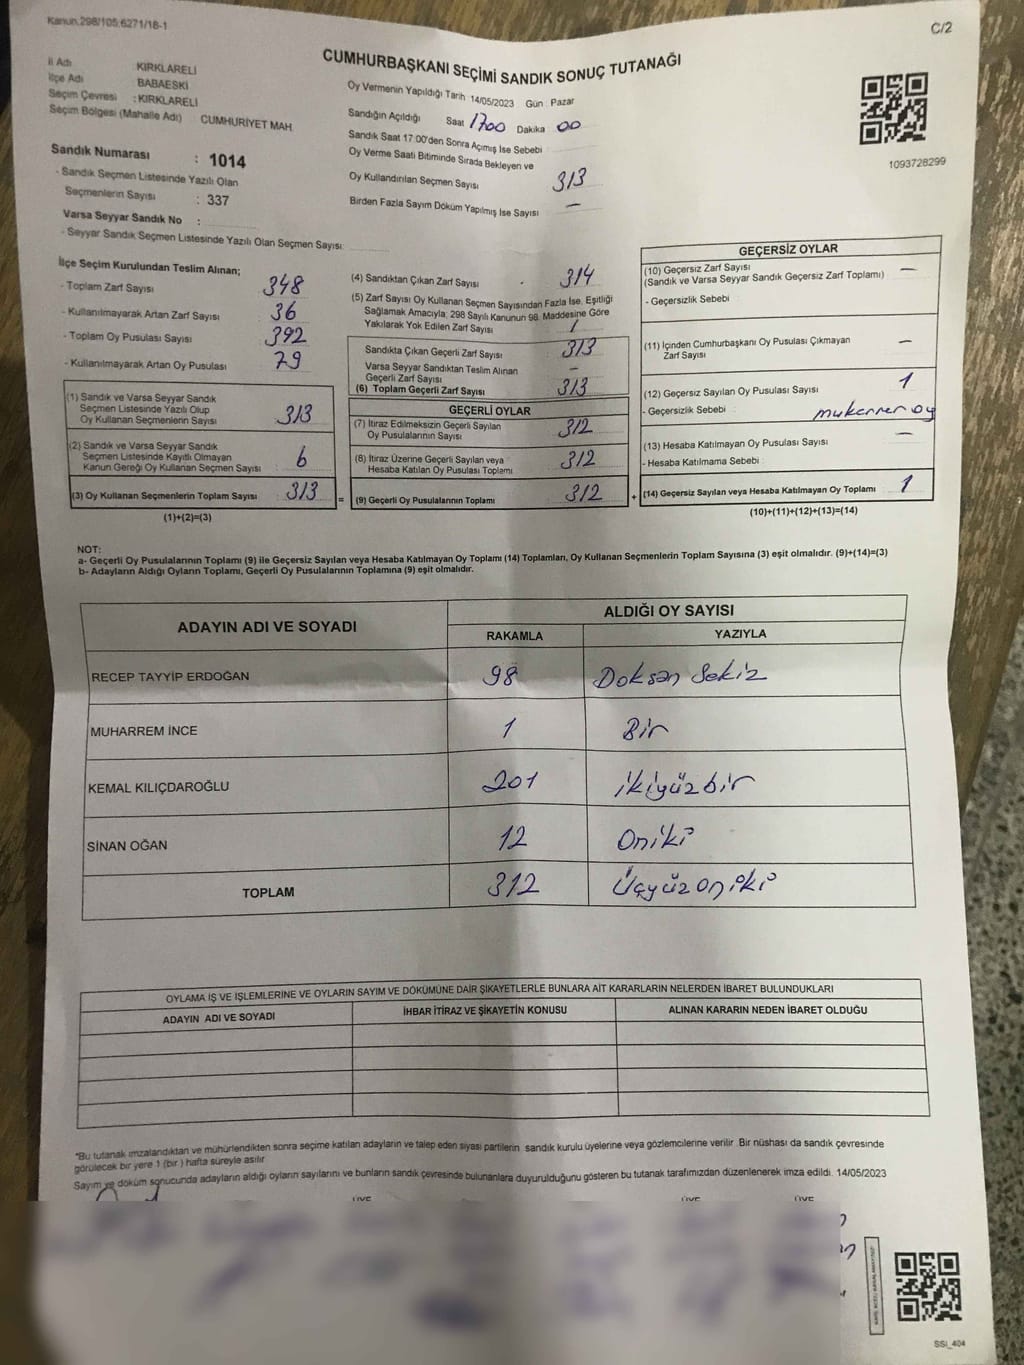 Kanun.298/105;6271/18-1
C/2
CUMHURBAŞKANI SEÇİMİ SANDIK SONUÇ TUTANAĞI
İl Adı KIRKLARELİ
İlçe Adı BABAESKİ
Seçim Çevresi : KIRKLARELİ
Seçim Bölgesi (Mahalle Adı) CUMHURİYET MAH.
Oy Vermenin Yapıldığı Tarih 14/05/2023 Gün Pazar
Sandığın Açıldığı Saat 1700 Dakika 00
Sandık Saat 17:00'den Sonra Açımış İse Sebebi
Oy Verme Saati Bitiminde Sırada Bekleyen ve
Oy Kullandırılan Seçmen Sayısı 313
Birden Fazla Sayım Döküm Yapılmış İse Sayısı —
1093728299
Sandık Numarası : 1014
- Sandık Seçmen Listesinde Yazılı Olan
Seçmenlerin Sayısı : 337
Varsa Seyyar Sandık No :
- Seyyar Sandık Seçmen Listesinde Yazılı Olan Seçmen Sayısı:
İlçe Seçim Kurulundan Teslim Alınan;
- Toplam Zarf Sayısı 348
- Kullanılmayarak Artan Zarf Sayısı 36
- Toplam Oy Pusulası Sayısı 392
- Kullanılmayarak Artan Oy Pusulası 79
(1) Sandık ve Varsa Seyyar Sandık
Seçmen Listesinde Yazılı Olup
Oy Kullanan Seçmenlerin Sayısı 313
(2) Sandık ve Varsa Seyyar Sandık
Seçmen Listesinde Kayıtlı Olmayan
Kanun Gereği Oy Kullanan Seçmen Sayısı 6
(3) Oy Kullanan Seçmenlerin Toplam Sayısı 313
(1)+(2)=(3)
=
(4) Sandıktan Çıkan Zarf Sayısı 314
(5) Zarf Sayısı Oy Kullanan Seçmen Sayısından Fazla İse, Eşitliği
Sağlamak Amacıyla; 298 Sayılı Kanunun 98. Maddesine Göre
Yakılarak Yok Edilen Zarf Sayısı 1
Sandıkta Çıkan Geçerli Zarf Sayısı 313
Varsa Seyyar Sandıktan Teslim Alınan
Geçerli Zarf Sayısı —
(6) Toplam Geçerli Zarf Sayısı 313
GEÇERLİ OYLAR
(7) İtiraz Edilmeksizin Geçerli Sayılan
Oy Pusulalarının Sayısı 312
(8) İtiraz Üzerine Geçerli Sayılan veya
Hesaba Katılan Oy Pusulası Toplamı 312
(9) Geçerli Oy Pusulalarının Toplamı 312
+
GEÇERSİZ OYLAR
(10) Geçersiz Zarf Sayısı —
(Sandık ve Varsa Seyyar Sandık Geçersiz Zarf Toplamı)
- Geçersizlik Sebebi
(11) İçinden Cumhurbaşkanı Oy Pusulası Çıkmayan
Zarf Sayısı —
(12) Geçersiz Sayılan Oy Pusulası Sayısı 1
- Geçersizlik Sebebi mukerrer oy
(13) Hesaba Katılmayan Oy Pusulası Sayısı —
- Hesaba Katılmama Sebebi :
(14) Geçersiz Sayılan veya Hesaba Katılmayan Oy Toplamı 1
(10)+(11)+(12)+(13)=(14)
NOT:
a- Geçerli Oy Pusulalarının Toplamı (9) ile Geçersiz Sayılan veya Hesaba Katılmayan Oy Toplamı (14) Toplamları, Oy Kullanan Seçmenlerin Toplam Sayısına (3) eşit olmalıdır. (9)+(14)=(3)
b- Adayların Aldığı Oyların Toplamı, Geçerli Oy Pusulalarının Toplamına (9) eşit olmalıdır.
ADAYIN ADI VE SOYADI
ALDIĞI OY SAYISI
RAKAMLA YAZIYLA
RECEP TAYYİP ERDOĞAN 98 Doksan Sekiz
MUHARREM İNCE 1 Bir
KEMAL KILIÇDAROĞLU 201 ikiyüzbir
SİNAN OĞAN 12 Oniki
TOPLAM 312 Üçyüzoniki
OYLAMA İŞ VE İŞLEMLERİNE VE OYLARIN SAYIM VE DÖKÜMÜNE DAİR ŞİKAYETLERLE BUNLARA AİT KARARLARIN NELERDEN İBARET BULUNDUKLARI
ADAYIN ADI VE SOYADI İHBAR İTİRAZ VE ŞİKAYETİN KONUSU ALINAN KARARIN NEDEN İBARET OLDUĞU
*Bu tutanak imzalandıktan ve mühürlendikten sonra seçime katılan adayların ve talep eden siyasi partilerin sandık kurulu üyelerine veya gözlemcilerine verilir. Bir nüshası da sandık çevresinde
görülecek bir yere 1 (bir ) hafta süreyle asılır.
Sayım ve döküm sonucunda adayların aldığı oyların sayılarını ve bunların sandık çevresinde bulunanlara duyurulduğunu gösteren bu tutanak tarafımızdan düzenlenerek imza edildi. 14/05/2023
ÜYE ÜYE ÜYE
SSİ_404